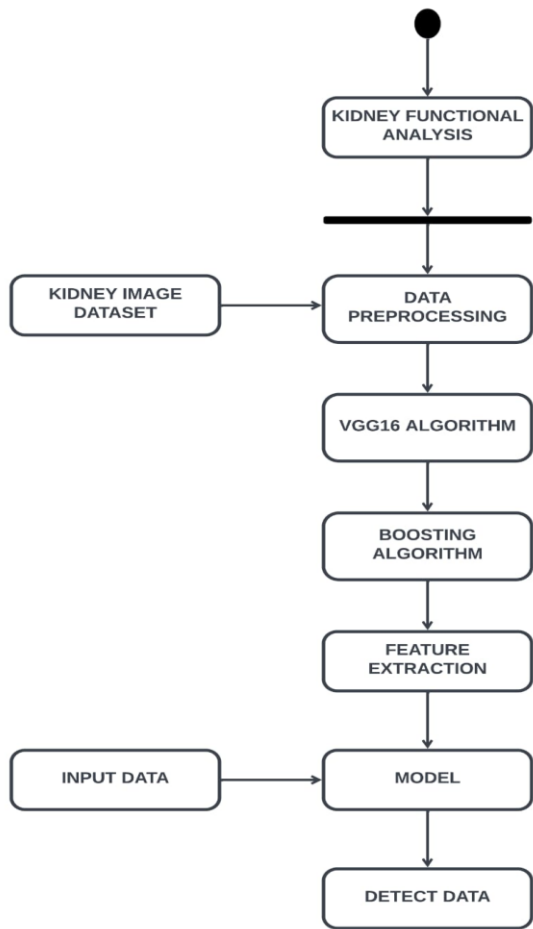 KIDNEY FUNCTIONAL
ANALYSIS
KIDNEY IMAGE
DATASET
DATA
PREPROCESSING
VGG16 ALGORITHM
BOOSTING
ALGORITHM
FEATURE
EXTRACTION
INPUT DATA
MODEL
DETECT DATA